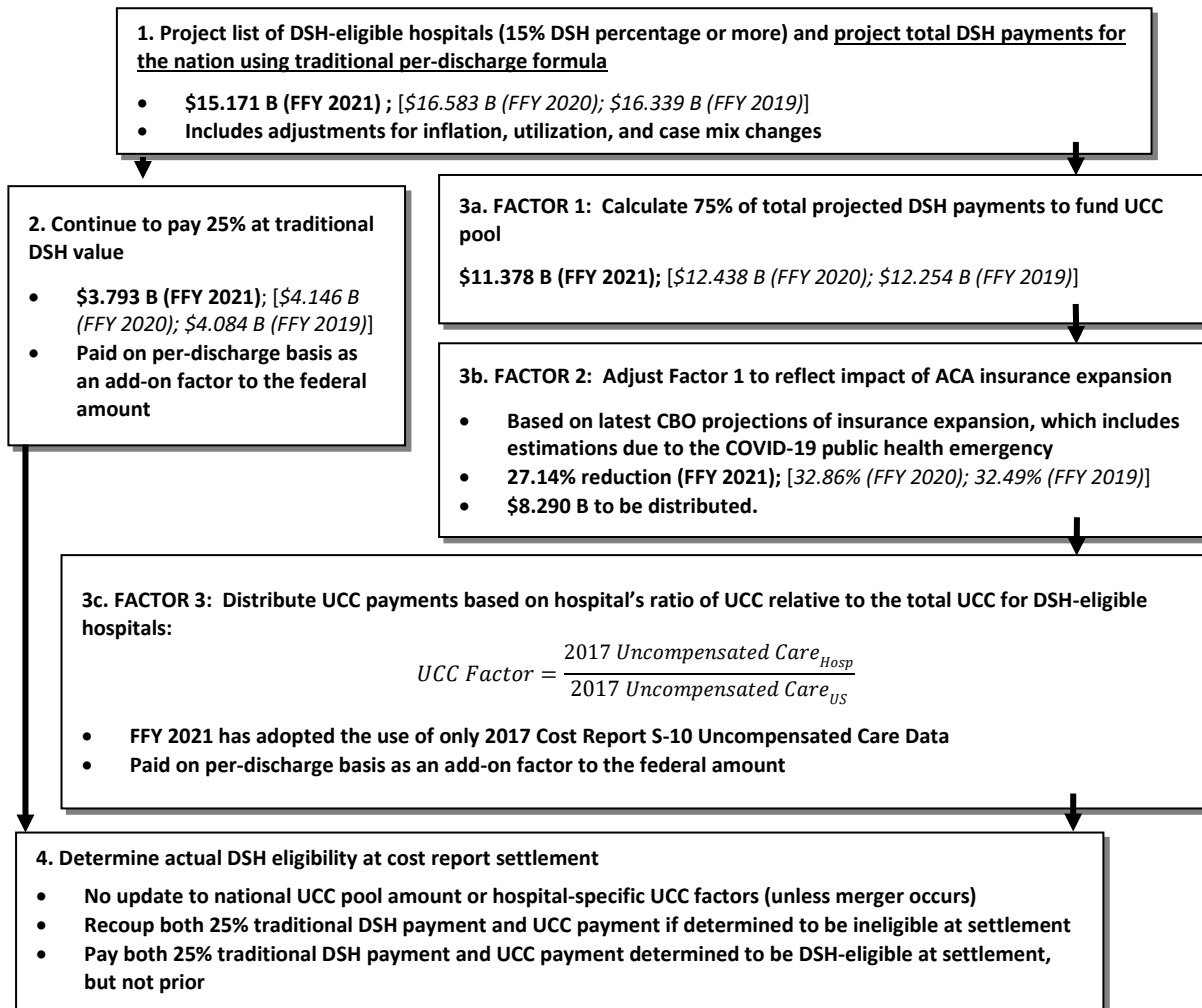 1. Project list of DSH-eligible hospitals (15% DSH percentage or more) and project total DSH payments for
the nation using traditional per-discharge formula
• $15.171 B (FFY 2021) ; [$16.583 B (FFY 2020); $16.339 B (FFY 2019)]
• Includes adjustments for inflation, utilization, and case mix changes
2. Continue to pay 25% at traditional
DSH value
• $3.793 B (FFY 2021); [$4.146 B
(FFY 2020); $4.084 B (FFY 2019)]
• Paid on per-discharge basis as
an add-on factor to the federal
amount
3a. FACTOR 1: Calculate 75% of total projected DSH payments to fund UCC
pool
$11.378 B (FFY 2021); [$12.438 B (FFY 2020); $12.254 B (FFY 2019)]
3b. FACTOR 2: Adjust Factor 1 to reflect impact of ACA insurance expansion
• Based on latest CBO projections of insurance expansion, which includes
estimations due to the COVID-19 public health emergency
• 27.14% reduction (FFY 2021); [32.86% (FFY 2020); 32.49% (FFY 2019)]
• $8.290 B to be distributed.
3c. FACTOR 3: Distribute UCC payments based on hospital’s ratio of UCC relative to the total UCC for DSH-eligible
hospitals:
2017 Uncompensated Care Hosp
UCC Factor =
2017 Uncompensated Care US
• FFY 2021 has adopted the use of only 2017 Cost Report S-10 Uncompensated Care Data
• Paid on per-discharge basis as an add-on factor to the federal amount
4. Determine actual DSH eligibility at cost report settlement
• No update to national UCC pool amount or hospital-specific UCC factors (unless merger occurs)
• Recoup both 25% traditional DSH payment and UCC payment if determined to be ineligible at settlement
• Pay both 25% traditional DSH payment and UCC payment determined to be DSH-eligible at settlement,
but not prior